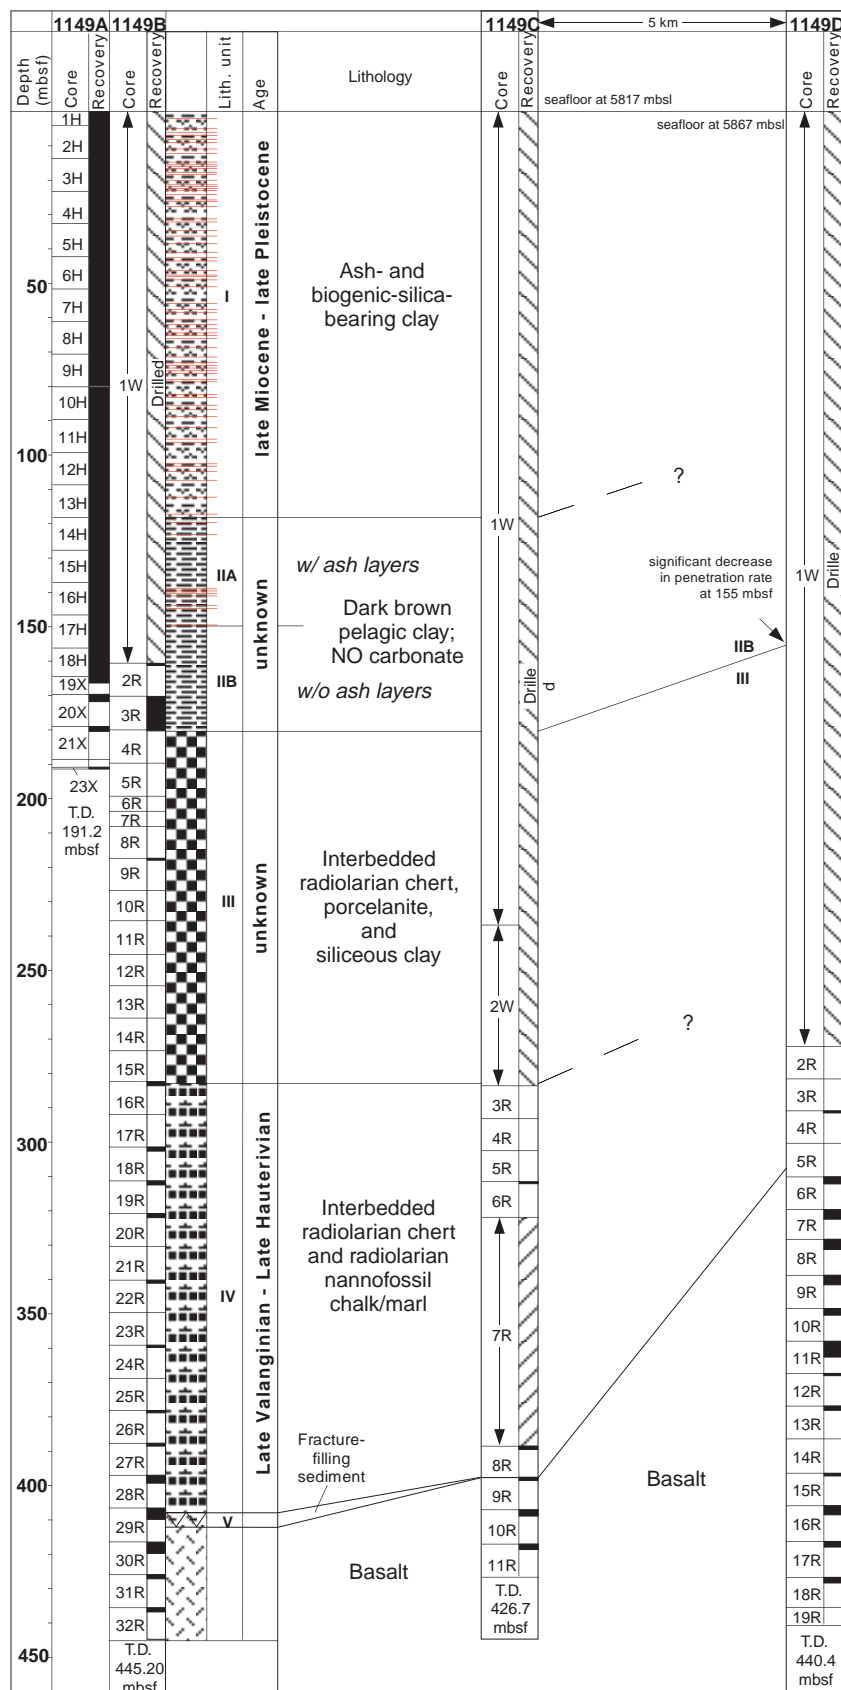 1149A 1149B 1149C 5 km 1149D
Depth (mbsf)
Core
Recovery
Core
Recovery
Lith. unit
Age
Lithology
Core
Recovery
seafloor at 5817 mbsl
seafloor at 5867 mbsl
Core
Recovery
50
100
150
200
250
300
350
400
450
1H
2H
3H
4H
5H
6H
7H
8H
9H
10H
11H
12H
13H
14H
15H
16H
17H
18H
19X
20X
21X
23X
T.D.
191.2
mbsf
1W
Drilled
2R
3R
4R
5R
6R
7R
8R
9R
10R
11R
12R
13R
14R
15R
16R
17R
18R
19R
20R
21R
22R
23R
24R
25R
26R
27R
28R
29R
30R
31R
32R
T.D.
445.20
mbsf
I
IIA
IIB
III
IV
V
late Miocene - late Pleistocene
unknown
unknown
Late Valanginian - Late Hauterivian
Ash- and
biogenic-silica-
bearing clay
w/ ash layers
Dark brown
pelagic clay;
NO carbonate
w/o ash layers
Interbedded
radiolarian chert,
porcelanite,
and
siliceous clay
Interbedded
radiolarian chert
and radiolarian
nannofossil
chalk/marl
Fracture-
filling
sediment
Basalt
1W
Drille
d
2W
3R
4R
5R
6R
7R
8R
9R
10R
11R
T.D.
426.7
mbsf
?
significant decrease
in penetration rate
at 155 mbsf
IIB
III
?
Basalt
1W
Drille
2R
3R
4R
5R
6R
7R
8R
9R
10R
11R
12R
13R
14R
15R
16R
17R
18R
19R
T.D.
440.4
mbsf